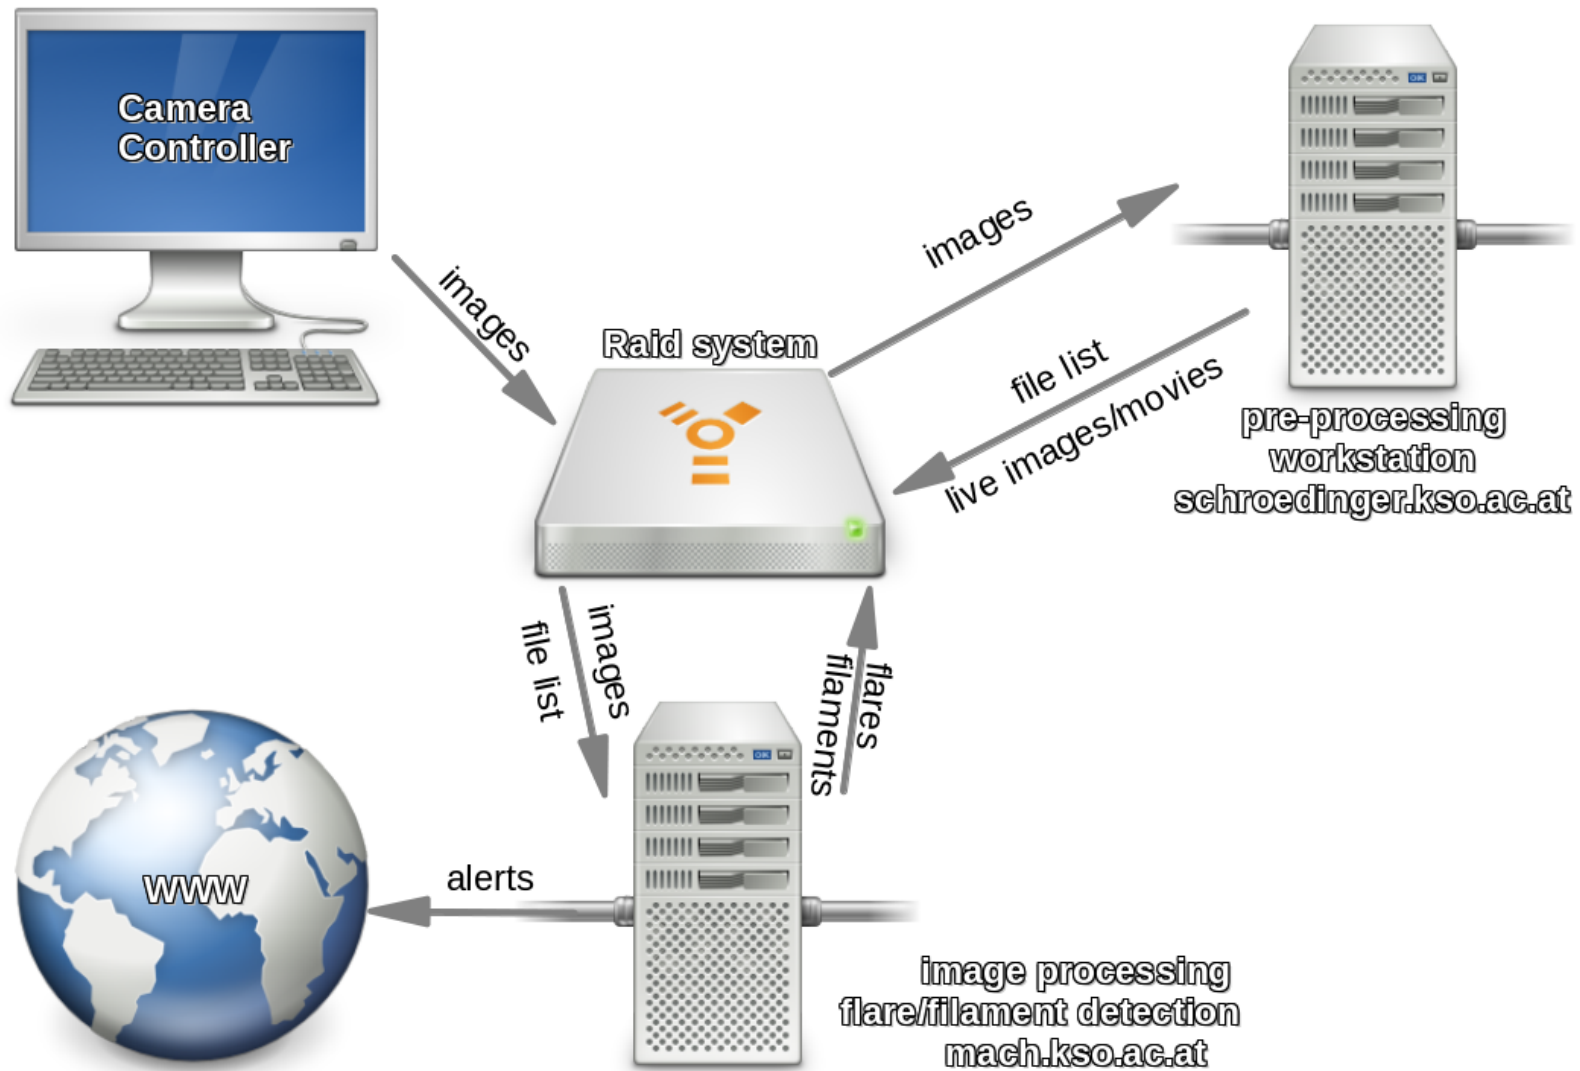 Camera
Controller
images
Raid system
images
file list
live images/movies
pre-processing
workstation
schroedinger.kso.ac.at
images
file list
flares
filaments
alerts
www
image processing
flare/filament detection
mach.kso.ac.at